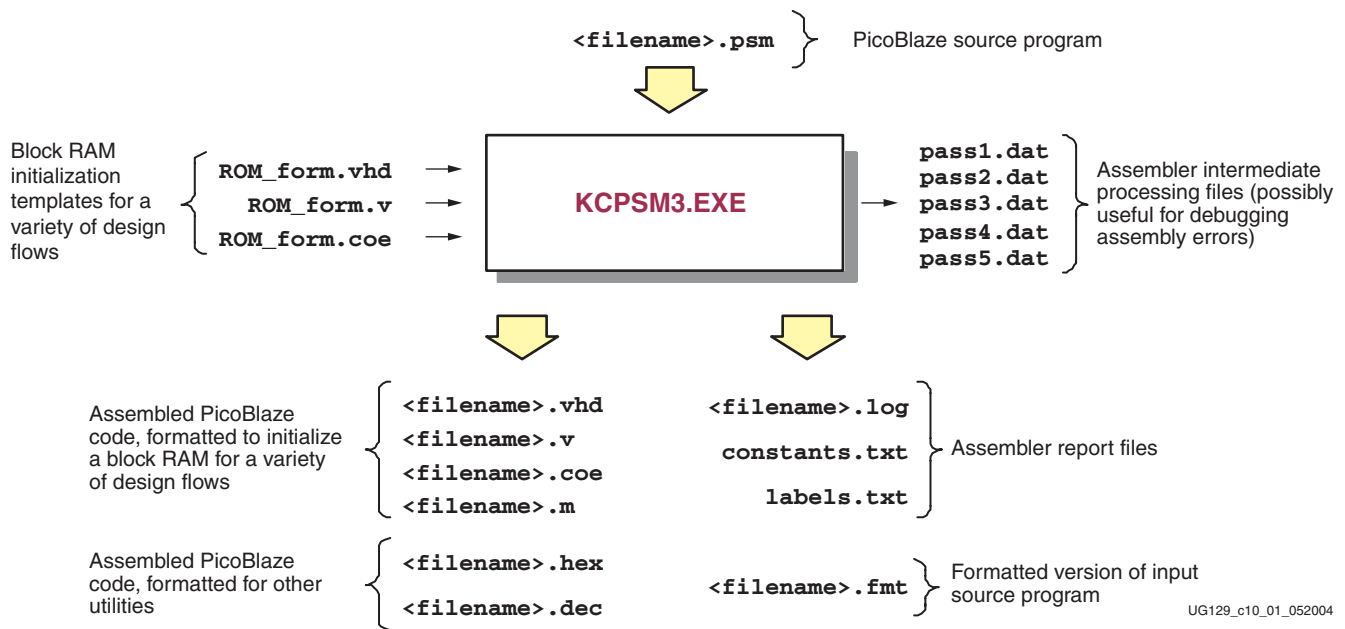 <filename>.psm
PicoBlaze source program
Block RAM
initialization
templates for a
variety of design
flows
ROM_form.vhd
ROM_form.v
ROM_form.coe
KCPSM3.EXE
pass1.dat
pass2.dat
pass3.dat
pass4.dat
pass5.dat
Assembler intermediate
processing files (possibly
useful for debugging
assembly errors)
Assembled PicoBlaze
code, formatted to initialize
a block RAM for a variety
of design flows
<filename>.vhd
<filename>.v
<filename>.coe
<filename>.m
<filename>.log
constants.txt
labels.txt
Assembler report files
Assembled PicoBlaze
code, formatted for other
utilities
<filename>.hex
<filename>.dec
<filename>.fmt
Formatted version of input
source program
UG129_c10_01_052004